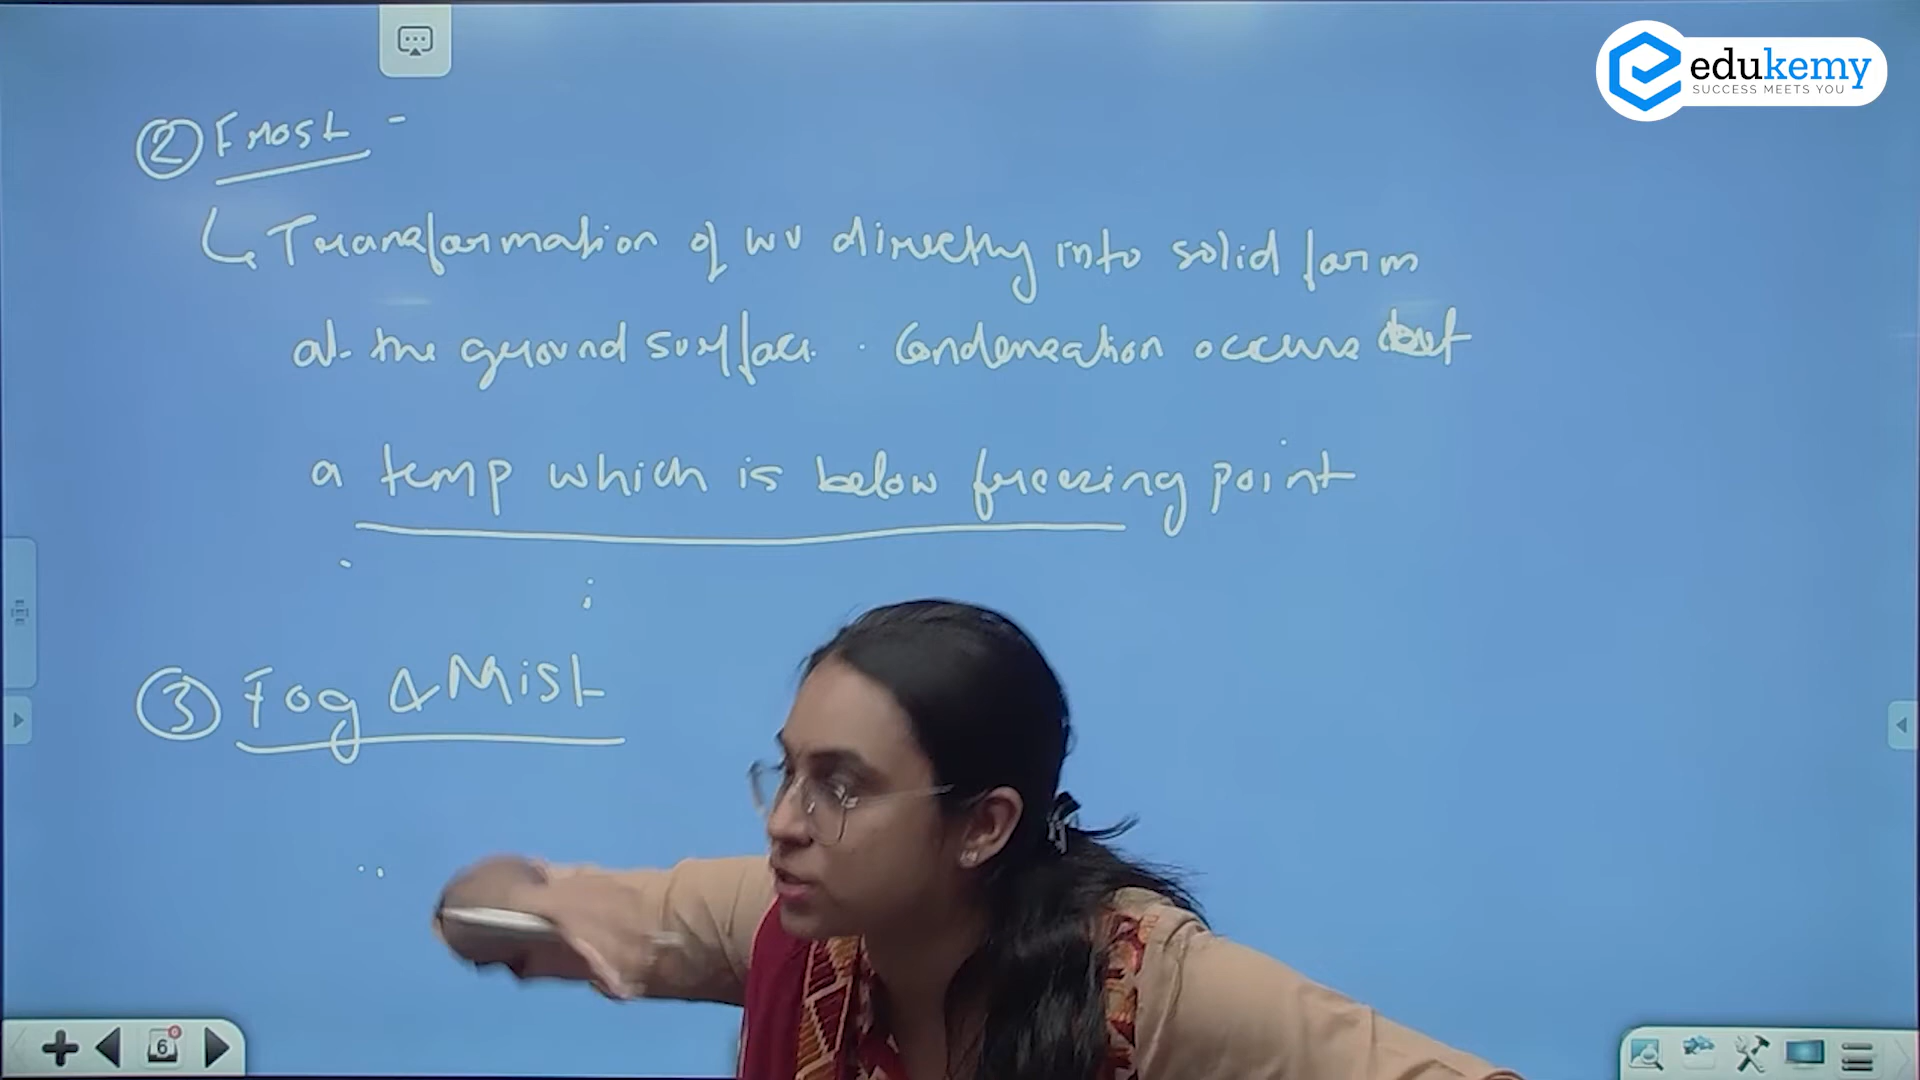 edukemy
SUCCESS MEETS YOU
② Frost -
Transformation of wv directly into solid form
at the ground surface. Condensation occurs but
a temp which is below freezing point
③ Fog & Mist
6